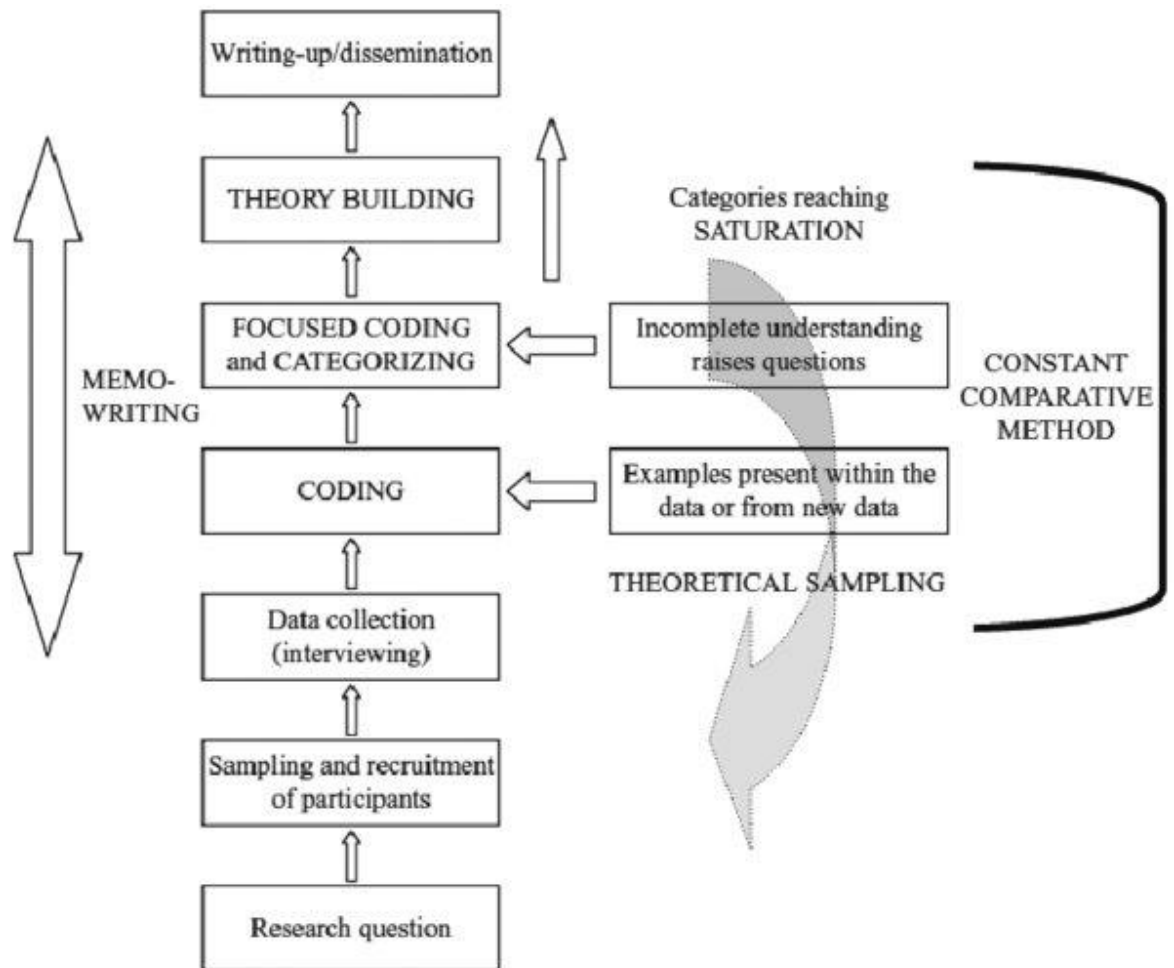 Writing-up/dissemination
THEORY BUILDING
Categories reaching
SATURATION
FOCUSED CODING
and CATEGORIZING
Incomplete understanding
raises questions
MEMO-
WRITING
CONSTANT
COMPARATIVE
METHOD
CODING
Examples present within the
data or from new data
THEORETICAL SAMPLING
Data collection
(interviewing)
Sampling and recruitment
of participants
Research question